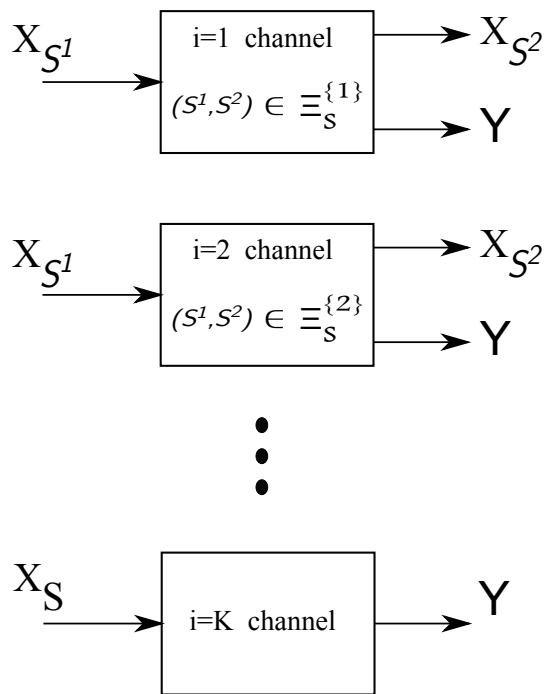 X_{S^1}
i=1 channel
X_{S^2}
(S^1,S^2) ∈ Ξ_S^{{1}}
Y
X_{S^1}
i=2 channel
X_{S^2}
(S^1,S^2) ∈ Ξ_S^{{2}}
Y
X_S
i=K channel
Y